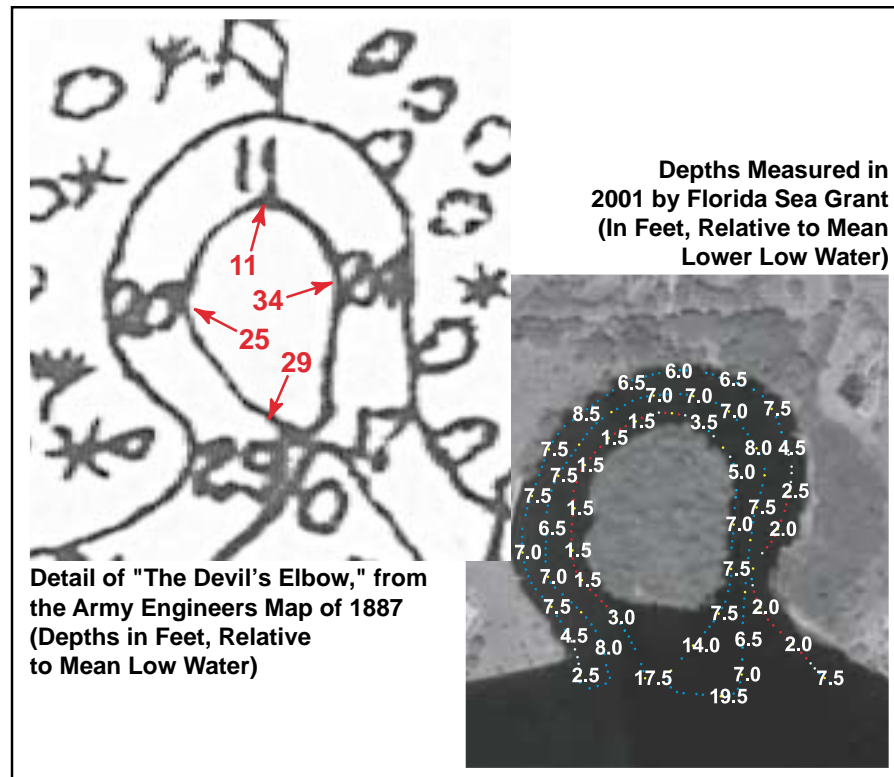 11
11
34
25
29
29
Depths Measured in
2001 by Florida Sea Grant
(In Feet, Relative to Mean
Lower Low Water)
Detail of "The Devil's Elbow," from
the Army Engineers Map of 1887
(Depths in Feet, Relative
to Mean Low Water)
6.0
6.5 6.5
7.0 7.0
8.5 1.5 3.5 7.0 7.5
7.5 1.5 8.0 4.5
7.5 1.5 5.0
7.5 2.5
1.5 7.5
6.5 7.0 2.0
7.0 1.5
7.0 1.5 7.5
7.5 3.0 7.5 2.0
4.5 8.0 14.0 6.5 2.0
2.5 17.5 7.0 7.5
19.5